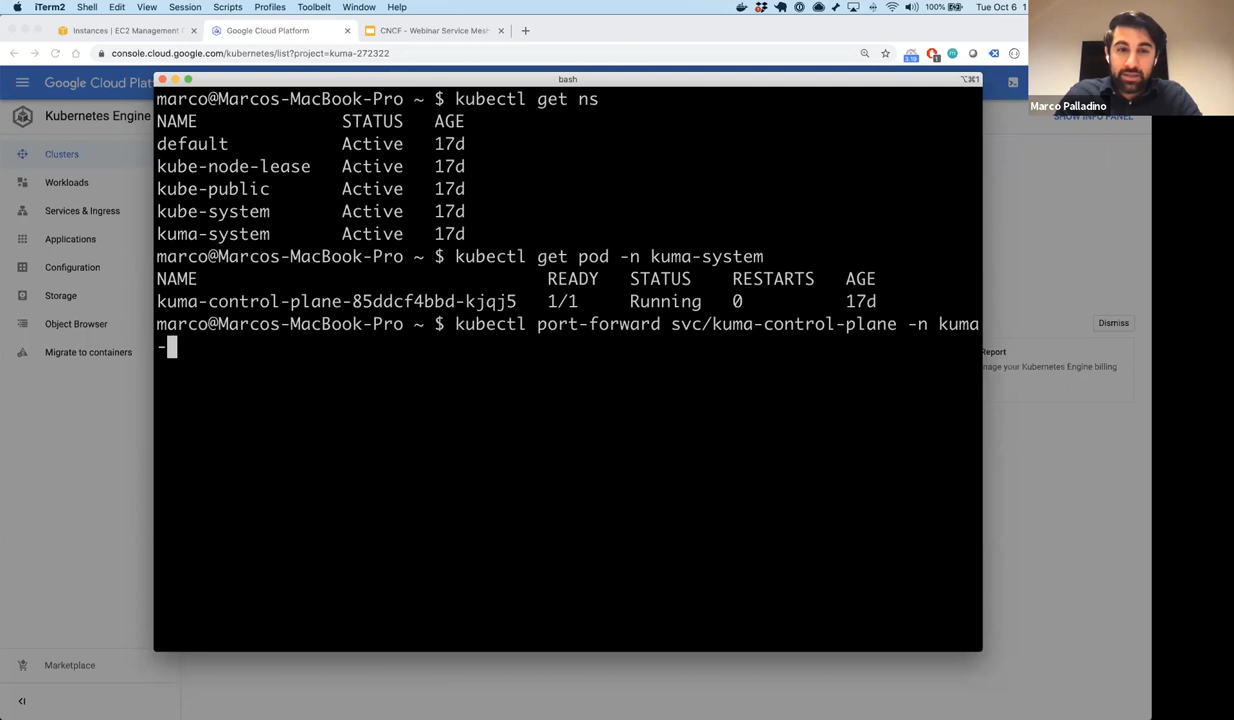 iTerm2 Shell Edit View Session Scripts Profiles Toolbelt Window Help
100% Tue Oct 6 1
Instances | EC2 Management C
Google Cloud Platform
CNCF - Webinar Service Mesh
console.cloud.google.com/kubernetes/list?project=kuma-272322
Google Cloud Platf
Kubernetes Engine
SHOW INFO PANEL
Marco Palladino
Clusters
Workloads
Services & Ingress
Applications
Configuration
Storage
Object Browser
Migrate to containers
Marketplace
bash
⌥⌘1
marco@Marcos-MacBook-Pro ~ $ kubectl get ns
NAME STATUS AGE
default Active 17d
kube-node-lease Active 17d
kube-public Active 17d
kube-system Active 17d
kuma-system Active 17d
marco@Marcos-MacBook-Pro ~ $ kubectl get pod -n kuma-system
NAME READY STATUS RESTARTS AGE
kuma-control-plane-85ddcf4bbd-kjqj5 1/1 Running 0 17d
marco@Marcos-MacBook-Pro ~ $ kubectl port-forward svc/kuma-control-plane -n kuma
-
Dismiss
Report
nage your Kubernetes Engine billing